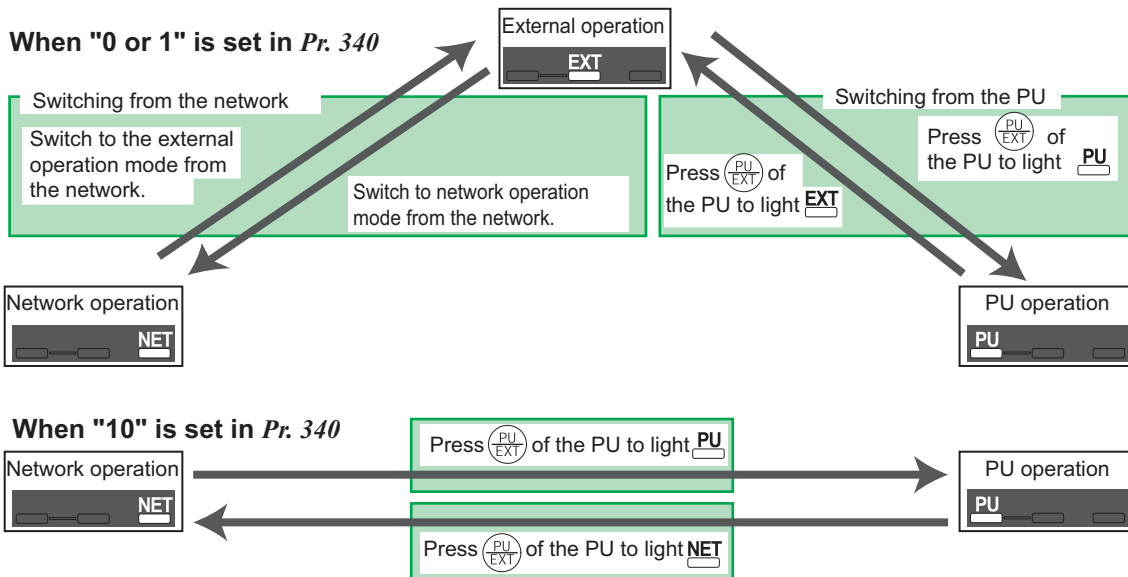 When "0 or 1" is set in Pr. 340
External operation
EXT
Switching from the network
Switch to the external
operation mode from
the network.
Switch to network operation
mode from the network.
Switching from the PU
Press PU/EXT of
the PU to light PU
Press PU/EXT of
the PU to light EXT
Network operation
NET
PU operation
PU
When "10" is set in Pr. 340
Network operation
NET
Press PU/EXT of the PU to light PU
PU operation
PU
Press PU/EXT of the PU to light NET